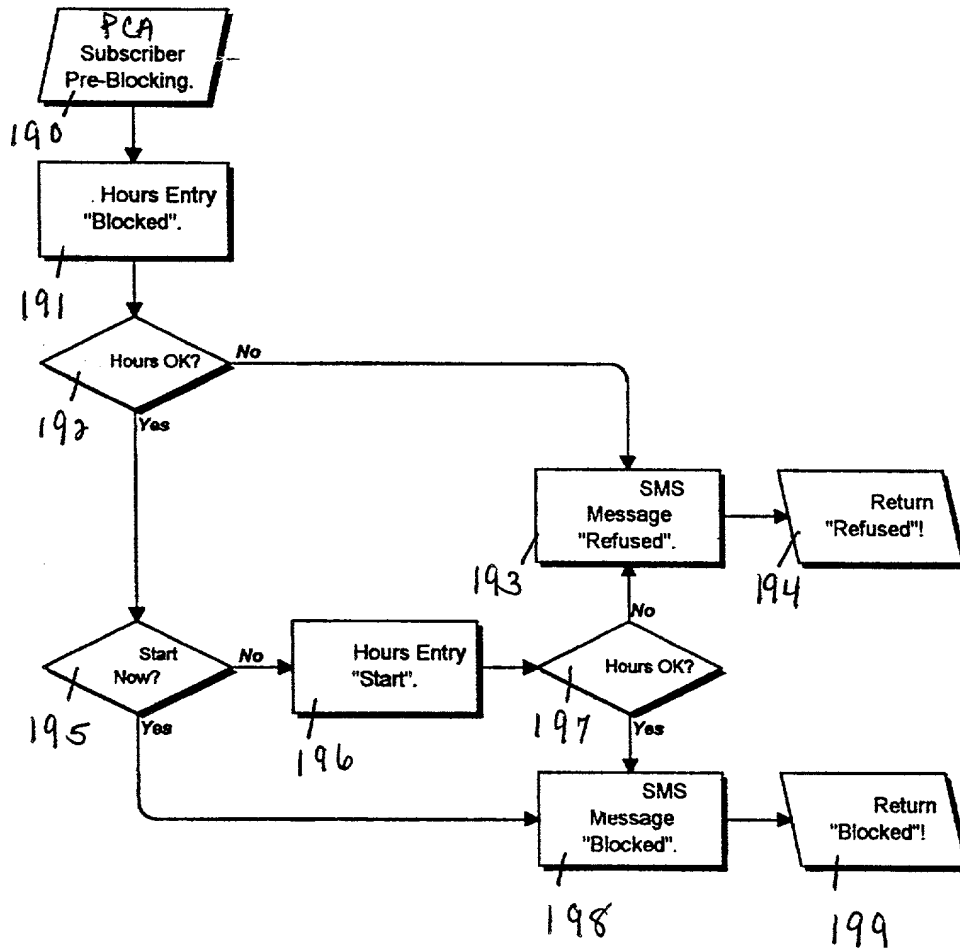 PCA
Subscriber
Pre-Blocking.
190
. Hours Entry
"Blocked".
191
Hours OK?
No
192
Yes
SMS
Message
"Refused".
193
Return
"Refused"!
194
Start
Now?
No
195
Yes
Hours Entry
"Start".
196
No
Hours OK?
197
Yes
SMS
Message
"Blocked".
198
Return
"Blocked"!
199